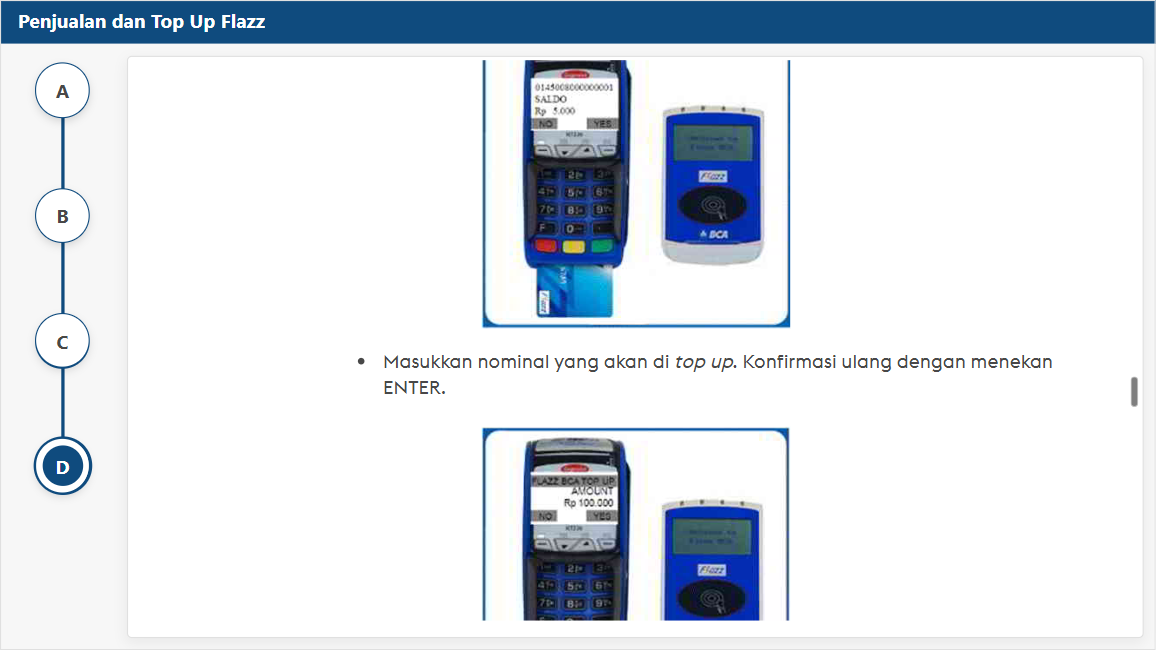 Penjualan dan Top Up Flazz
A
B
C
D
0145008000000001
SALDO
Rp 5.000
NO YES
Flazz
BCA
Flazz
Masukkan nominal yang akan di top up. Konfirmasi ulang dengan menekan
ENTER.
FLAZZ BCA TOP UP
AMOUNT
Rp 100.000
NO YES
Flazz